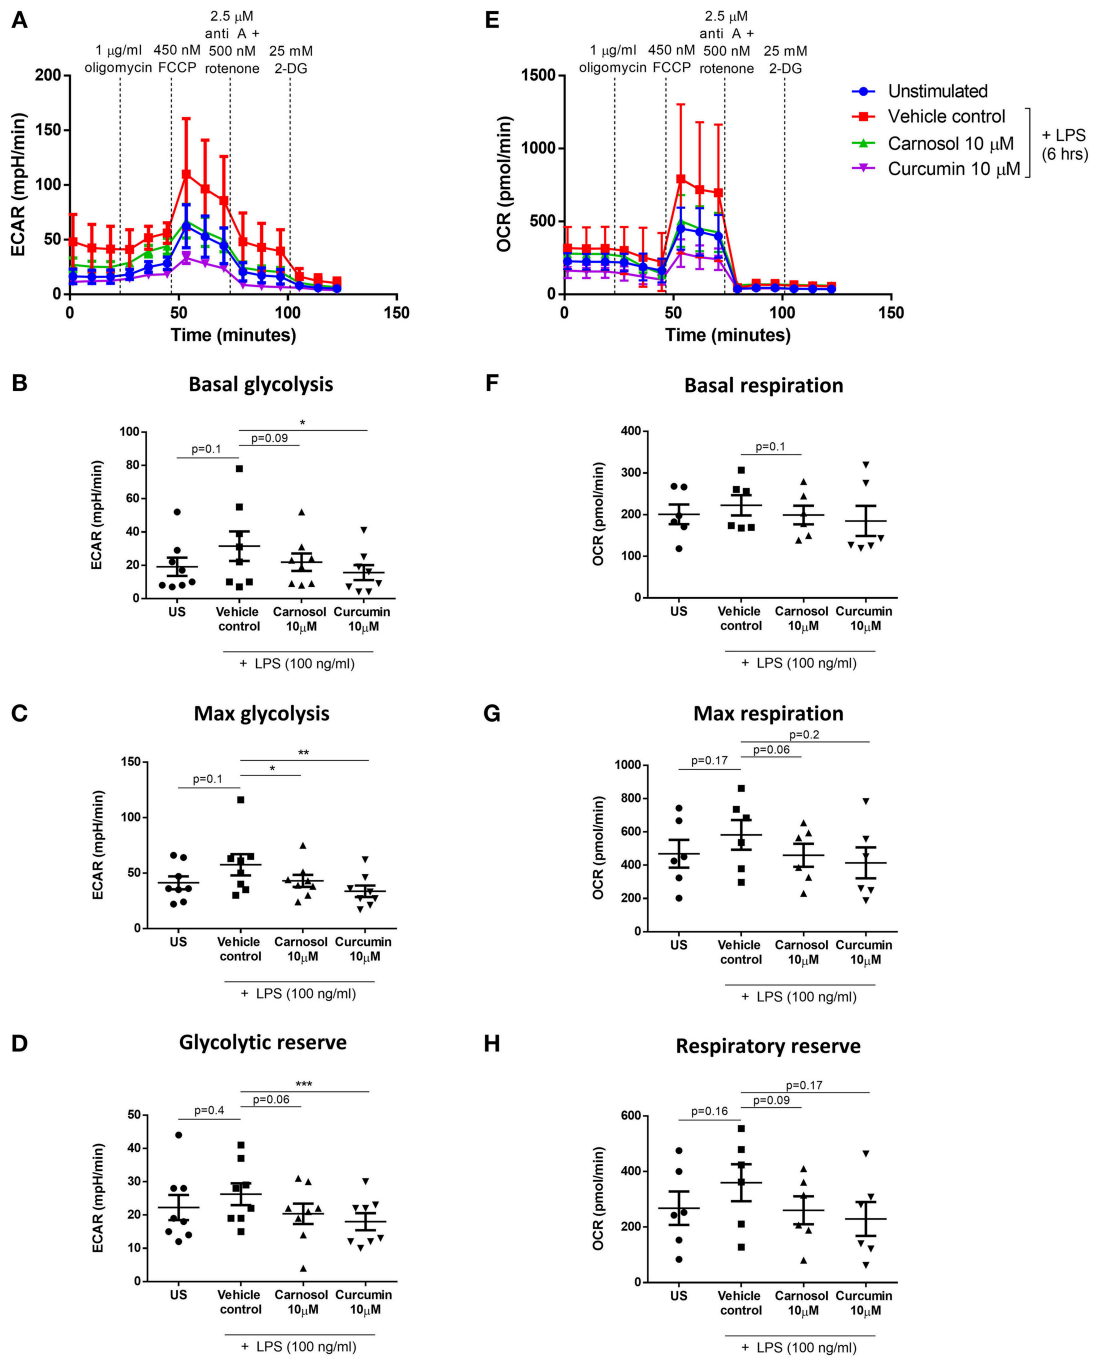 A
1 µg/ml
oligomycin
450 nM
FCCP
2.5 µM
anti A +
500 nM
rotenone
25 mM
2-DG
ECAR (mpH/min)
200
150
100
50
0
0 50 100 150
Time (minutes)
E
1 µg/ml
oligomycin
450 nM
FCCP
2.5 µM
anti A +
500 nM
rotenone
25 mM
2-DG
OCR (pmol/min)
1500
1000
500
0
0 50 100 150
Time (minutes)
Unstimulated
Vehicle control
Carnosol 10 µM
Curcumin 10 µM
+ LPS
(6 hrs)
B
Basal glycolysis
*
p=0.09
p=0.1
ECAR (mpH/min)
100
80
60
40
20
0
US Vehicle control Carnosol 10µM Curcumin 10µM
+ LPS (100 ng/ml)
F
Basal respiration
p=0.1
OCR (pmol/min)
400
300
200
100
0
US Vehicle control Carnosol 10µM Curcumin 10µM
+ LPS (100 ng/ml)
C
Max glycolysis
**
*
p=0.1
ECAR (mpH/min)
150
100
50
0
US Vehicle control Carnosol 10µM Curcumin 10µM
+ LPS (100 ng/ml)
G
Max respiration
p=0.2
p=0.06
p=0.17
OCR (pmol/min)
1000
800
600
400
200
0
US Vehicle control Carnosol 10µM Curcumin 10µM
+ LPS (100 ng/ml)
D
Glycolytic reserve
***
p=0.06
p=0.4
ECAR (mpH/min)
50
40
30
20
10
0
US Vehicle control Carnosol 10µM Curcumin 10µM
+ LPS (100 ng/ml)
H
Respiratory reserve
p=0.17
p=0.09
p=0.16
OCR (pmol/min)
600
400
200
0
US Vehicle control Carnosol 10µM Curcumin 10µM
+ LPS (100 ng/ml)